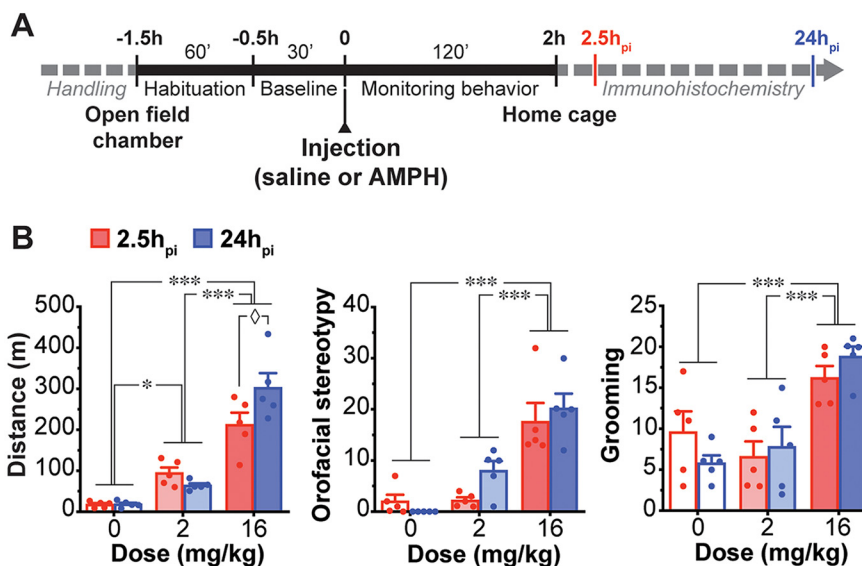 A
-1.5h -0.5h 0 2h 2.5hpi 24hpi
60’ 30’ 120’
Handling Habituation Baseline Monitoring behavior Immunohistochemistry
Open field
chamber
Home cage
Injection
(saline or AMPH)
B
2.5hpi 24hpi
Distance (m)
500
400
300
200
100
0
***
***
◊
*
0 2 16
Dose (mg/kg)
Orofacial stereotypy
40
30
20
10
0
***
***
0 2 16
Dose (mg/kg)
Grooming
25
20
15
10
5
0
***
***
0 2 16
Dose (mg/kg)